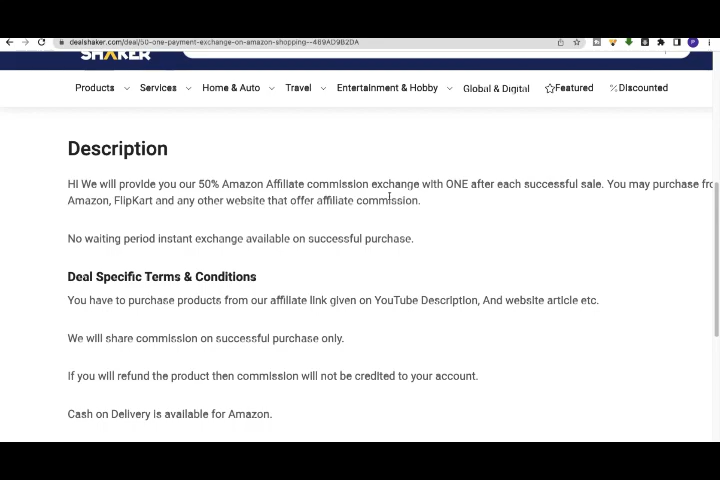 dealshaker.com/deal/50-one-payment-exchange-on-amazon-shopping--469AD9B2DA
SHAKER
Products Services Home & Auto Travel Entertainment & Hobby Global & Digital Featured Discounted
Description
HI We will provide you our 50% Amazon Affiliate commission exchange with ONE after each successful sale. You may purchase
Amazon, FlipKart and any other website that offer affiliate commission.
No waiting period instant exchange available on successful purchase.
Deal Specific Terms & Conditions
You have to purchase products from our affiliate link given on YouTube Description, And website article etc.
We will share commission on successful purchase only.
If you will refund the product then commission will not be credited to your account.
Cash on Delivery is available for Amazon.